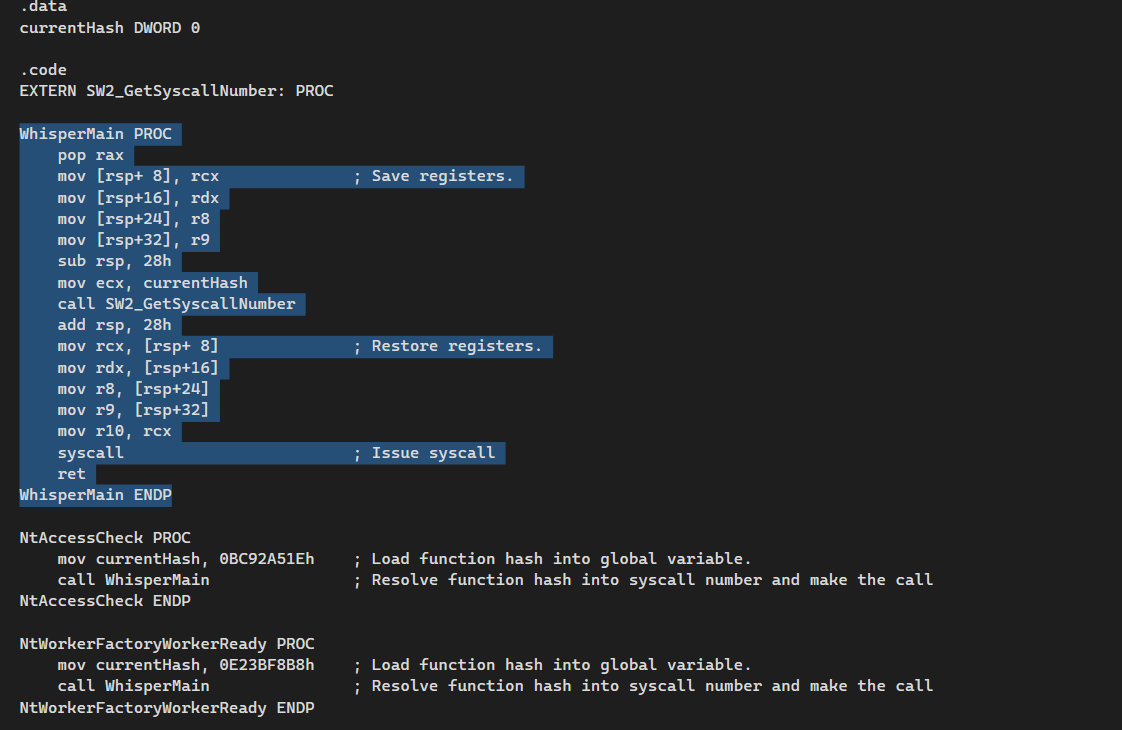 .data
currentHash DWORD 0
.code
EXTERN SW2_GetSyscallNumber: PROC
WhisperMain PROC
    pop rax
    mov [rsp+ 8], rcx              ; Save registers.
    mov [rsp+16], rdx
    mov [rsp+24], r8
    mov [rsp+32], r9
    sub rsp, 28h
    mov ecx, currentHash
    call SW2_GetSyscallNumber
    add rsp, 28h
    mov rcx, [rsp+ 8]              ; Restore registers.
    mov rdx, [rsp+16]
    mov r8, [rsp+24]
    mov r9, [rsp+32]
    mov r10, rcx
    syscall                        ; Issue syscall
    ret
WhisperMain ENDP
NtAccessCheck PROC
    mov currentHash, 0BC92A51Eh    ; Load function hash into global variable.
    call WhisperMain               ; Resolve function hash into syscall number and make the call
NtAccessCheck ENDP
NtWorkerFactoryWorkerReady PROC
    mov currentHash, 0E23BF8B8h    ; Load function hash into global variable.
    call WhisperMain               ; Resolve function hash into syscall number and make the call
NtWorkerFactoryWorkerReady ENDP